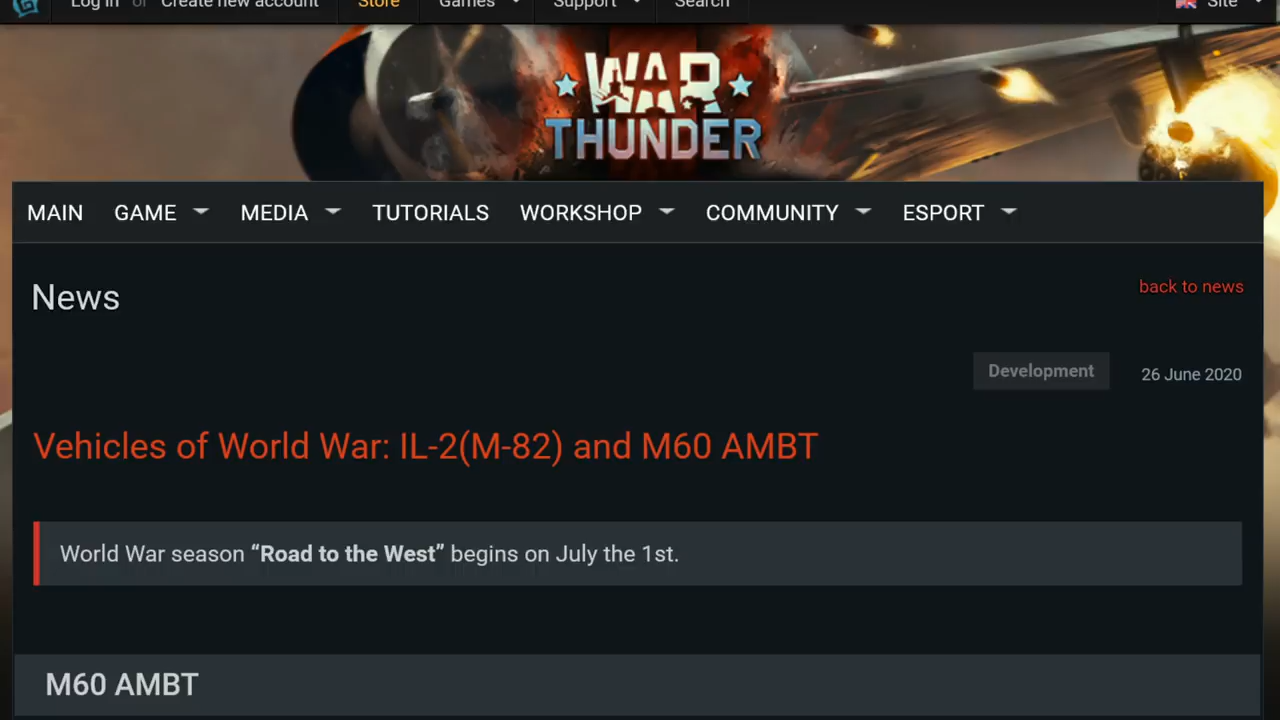 Log in or Create new account Store Games Support Search Site
WAR
THUNDER
MAIN GAME MEDIA TUTORIALS WORKSHOP COMMUNITY ESPORT
News
back to news
Development 26 June 2020
Vehicles of World War: IL-2(M-82) and M60 AMBT
World War season “Road to the West” begins on July the 1st.
M60 AMBT